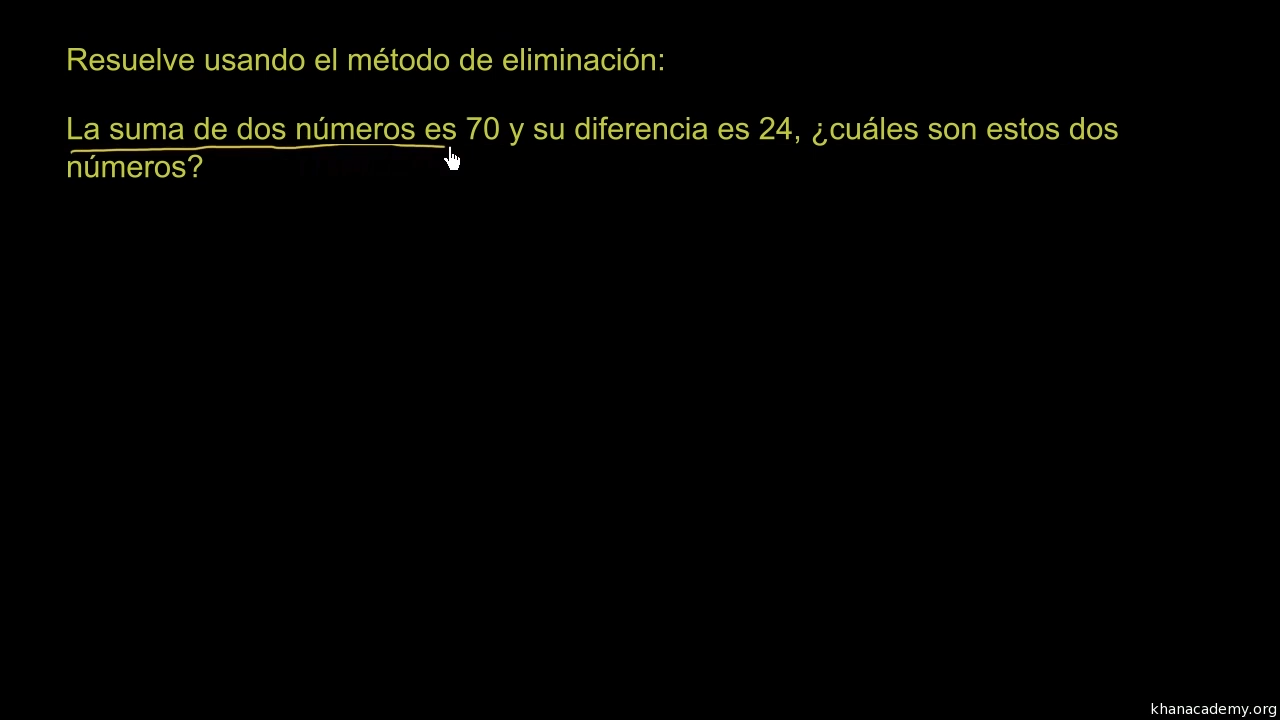 Resuelve usando el método de eliminación:
La suma de dos números es 70 y su diferencia es 24, ¿cuáles son estos dos
números?
khanacademy.org